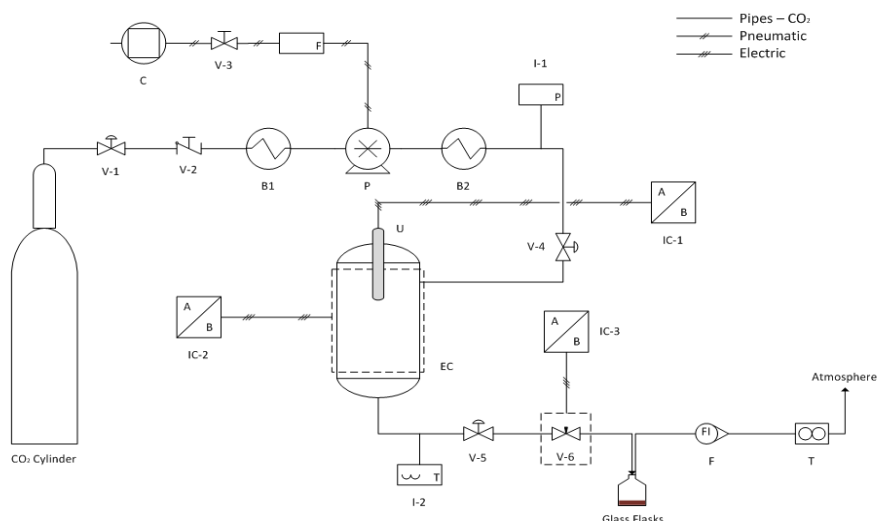 Pipes – CO₂
Pneumatic
Electric
F
C
V-3
I-1
P
V-1
V-2
B1
P
B2
U
A
B
IC-1
V-4
A
B
IC-2
A
B
IC-3
EC
Atmosphere
FI
CO₂ Cylinder
V-5
V-6
F
T
T
I-2
Glass Flasks